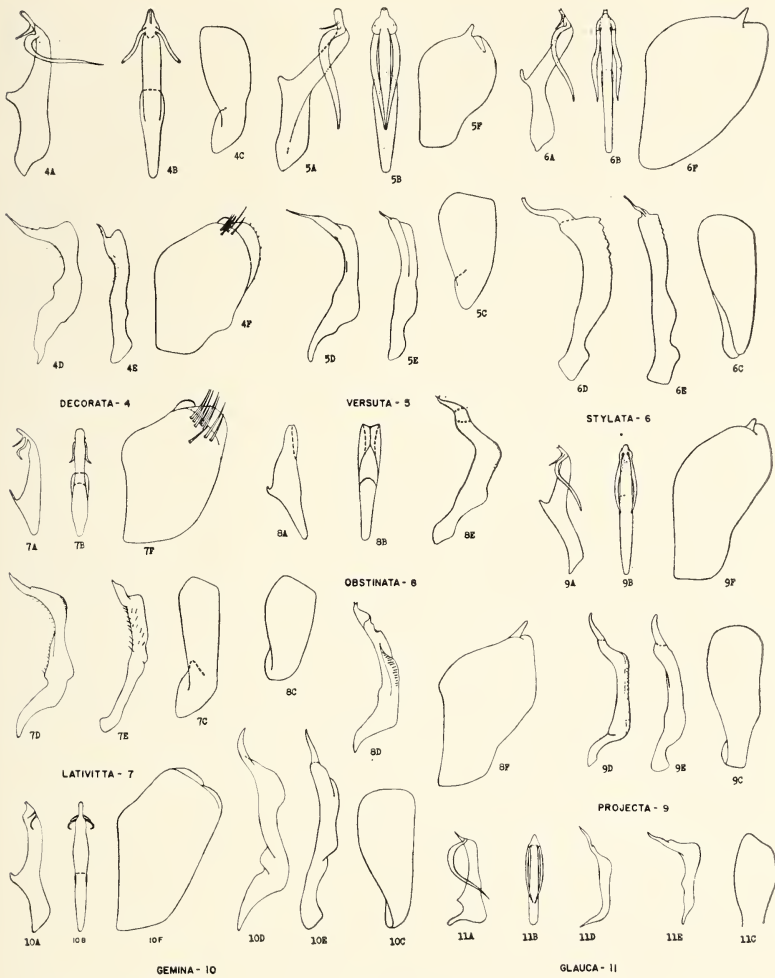 4A 4B 4C 5A 5B 5F 6A 6B 6F
4D 4E 4F 5D 5E 5C 6D 6E 6C
DECORATA - 4 VERSUTA - 5 STYLATA - 6
7A 7B 7F 8A 8B 8E 9A 9B 9F
OBSTINATA - 8
7D 7E 7C 8C 8D 8F 9D 9E 9C
LATIVITTA - 7 PROJECTA - 9
10A 10B 10F 10D 10E 10C 11A 11B 11D 11E 11C
GEMINA - 10 GLAUCA - 11